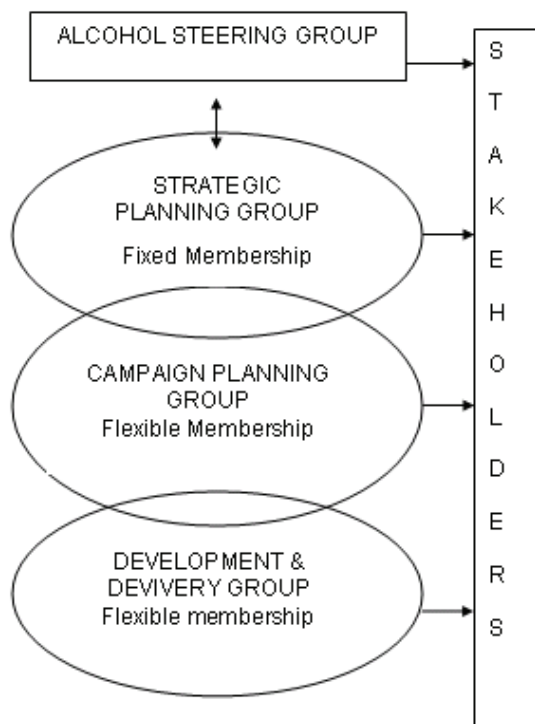 ALCOHOL STEERING GROUP
STRATEGIC
PLANNING GROUP
Fixed Membership
CAMPAIGN PLANNING
GROUP
Flexible Membership
DEVELOPMENT &
DEVIVERY GROUP
Flexible membership
S
T
A
K
E
H
O
L
D
E
R
S